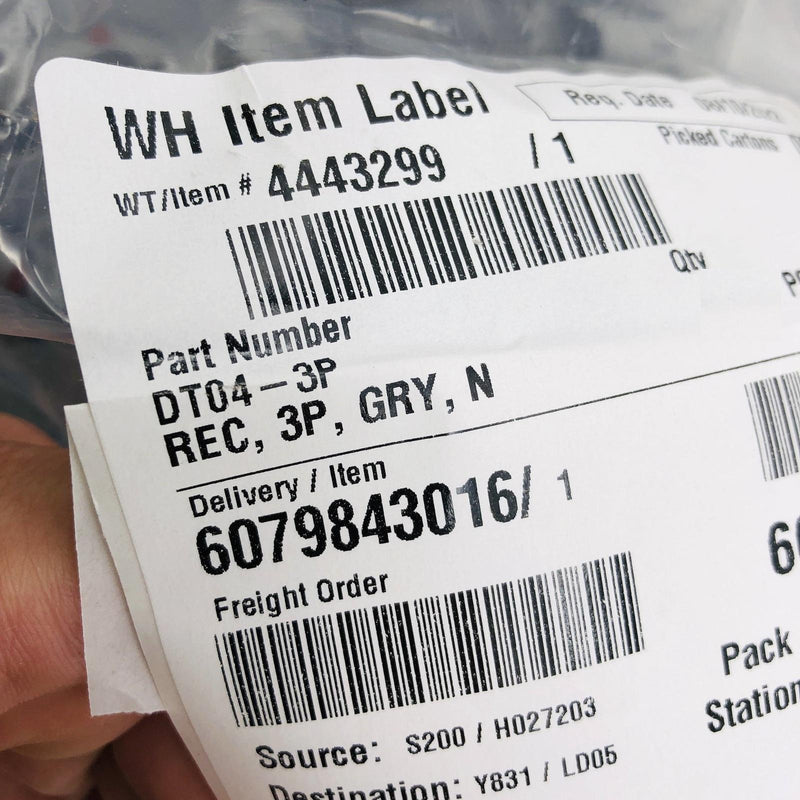 WH Item Label
Req. Date
WT/Item # 4443299 / 1
Picked Cartons
Qty
Part Number
DT04-3P
REC, 3P, GRY, N
Delivery / Item
6079843016/ 1
Freight Order
Pack
Station
Source: S200 / H027203
Destination: Y831 / LD05